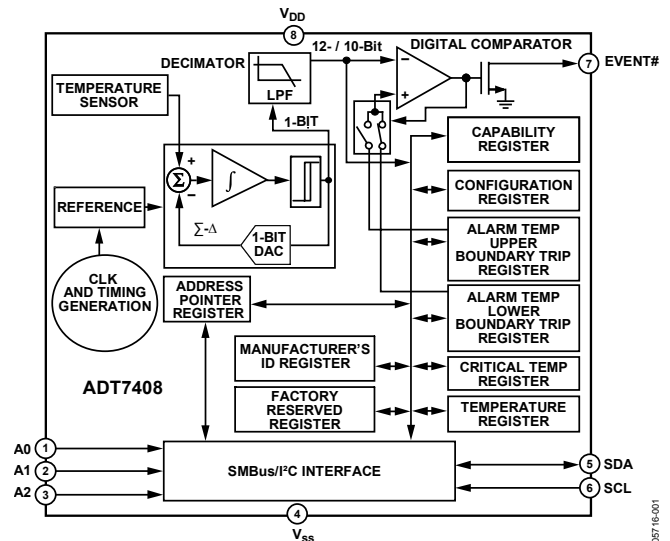 VDD
8
DECIMATOR
12- / 10-Bit
DIGITAL COMPARATOR
7
EVENT#
TEMPERATURE
SENSOR
LPF
1-BIT
−
+
+
Σ
−
∫
REFERENCE
Σ-Δ
1-BIT
DAC
CLK
AND TIMING
GENERATION
CAPABILITY
REGISTER
CONFIGURATION
REGISTER
ALARM TEMP
UPPER
BOUNDARY TRIP
REGISTER
ADDRESS
POINTER
REGISTER
ALARM TEMP
LOWER
BOUNDARY TRIP
REGISTER
MANUFACTURER'S
ID REGISTER
CRITICAL TEMP
REGISTER
ADT7408
FACTORY
RESERVED
REGISTER
TEMPERATURE
REGISTER
A0 1
A1 2
A2 3
SMBus/I²C INTERFACE
5 SDA
6 SCL
4
VSS
05716-001